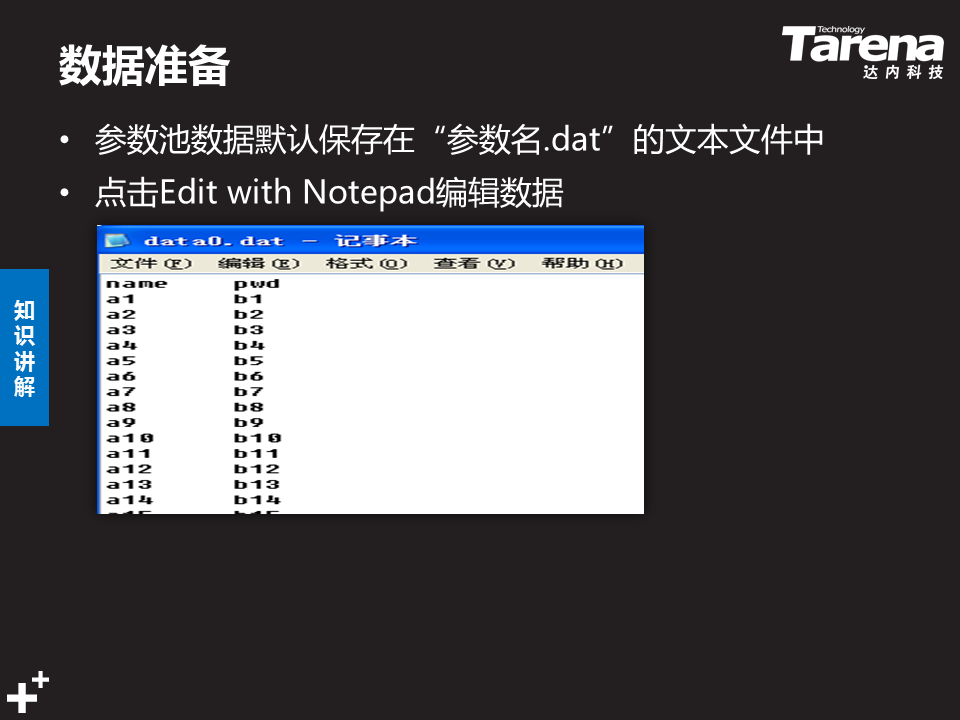 数据准备
Technology
Tarena
达内科技
• 参数池数据默认保存在“参数名.dat”的文本文件中
• 点击Edit with Notepad编辑数据
知识讲解
data0.dat - 记事本
文件(F) 编辑(E) 格式(O) 查看(V) 帮助(H)
name pwd
a1 b1
a2 b2
a3 b3
a4 b4
a5 b5
a6 b6
a7 b7
a8 b8
a9 b9
a10 b10
a11 b11
a12 b12
a13 b13
a14 b14